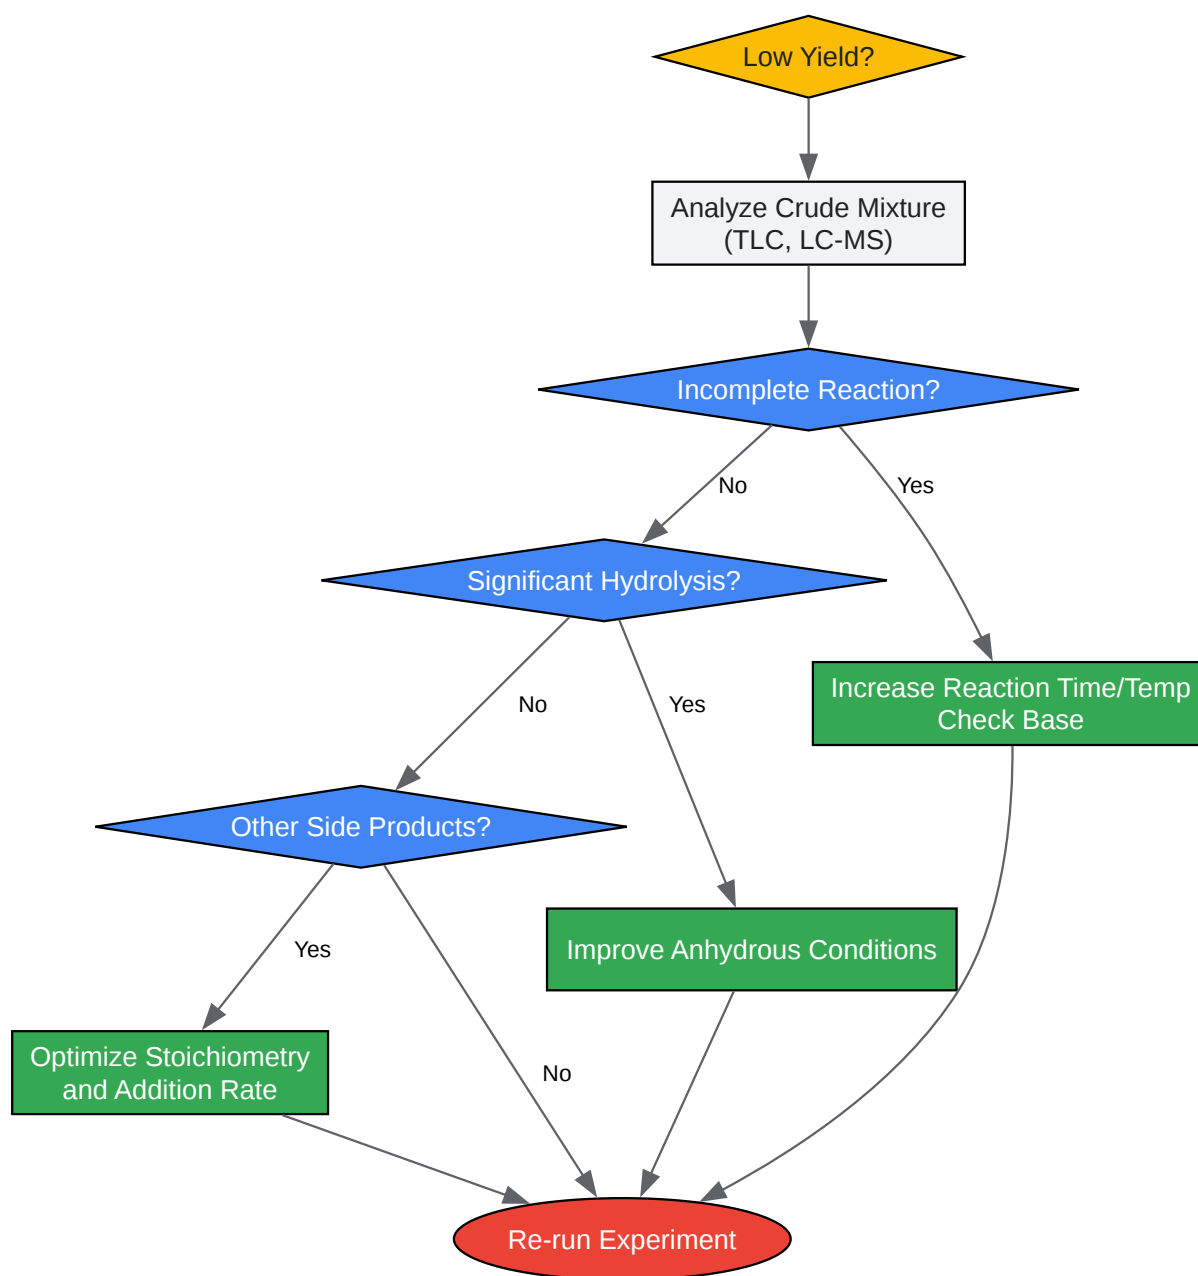 Low Yield?
Analyze Crude Mixture
(TLC, LC-MS)
Incomplete Reaction?
No
Yes
Significant Hydrolysis?
Increase Reaction Time/Temp
Check Base
No
Yes
Other Side Products?
Yes
Improve Anhydrous Conditions
Optimize Stoichiometry
and Addition Rate
No
Re-run Experiment